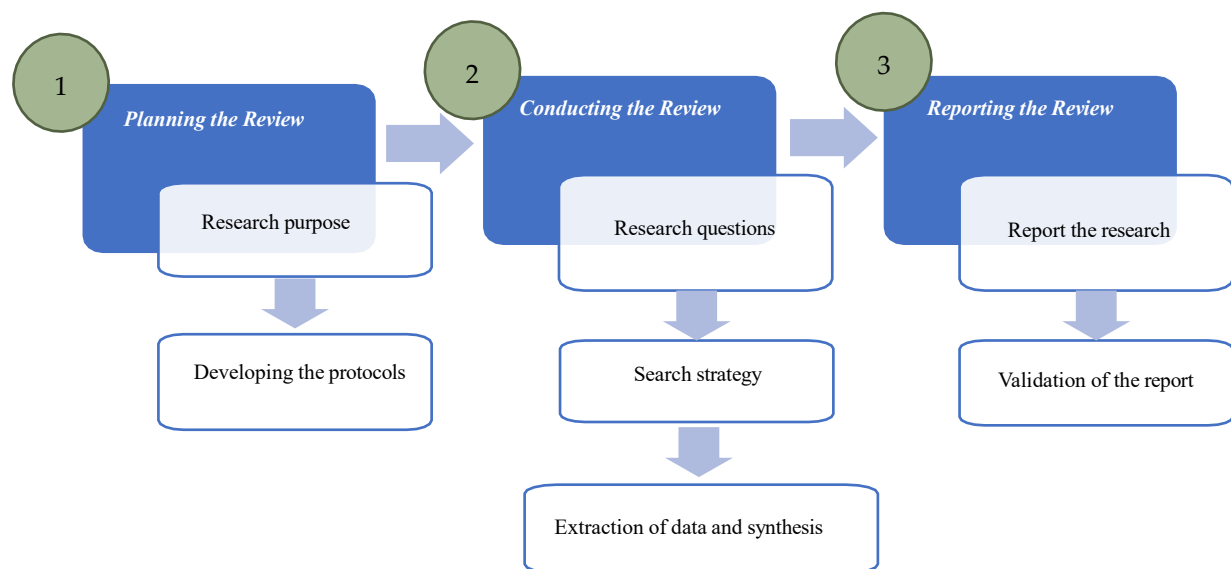 1
Planning the Review
Research purpose
Developing the protocols
2
Conducting the Review
Research questions
Search strategy
Extraction of data and synthesis
3
Reporting the Review
Report the research
Validation of the report